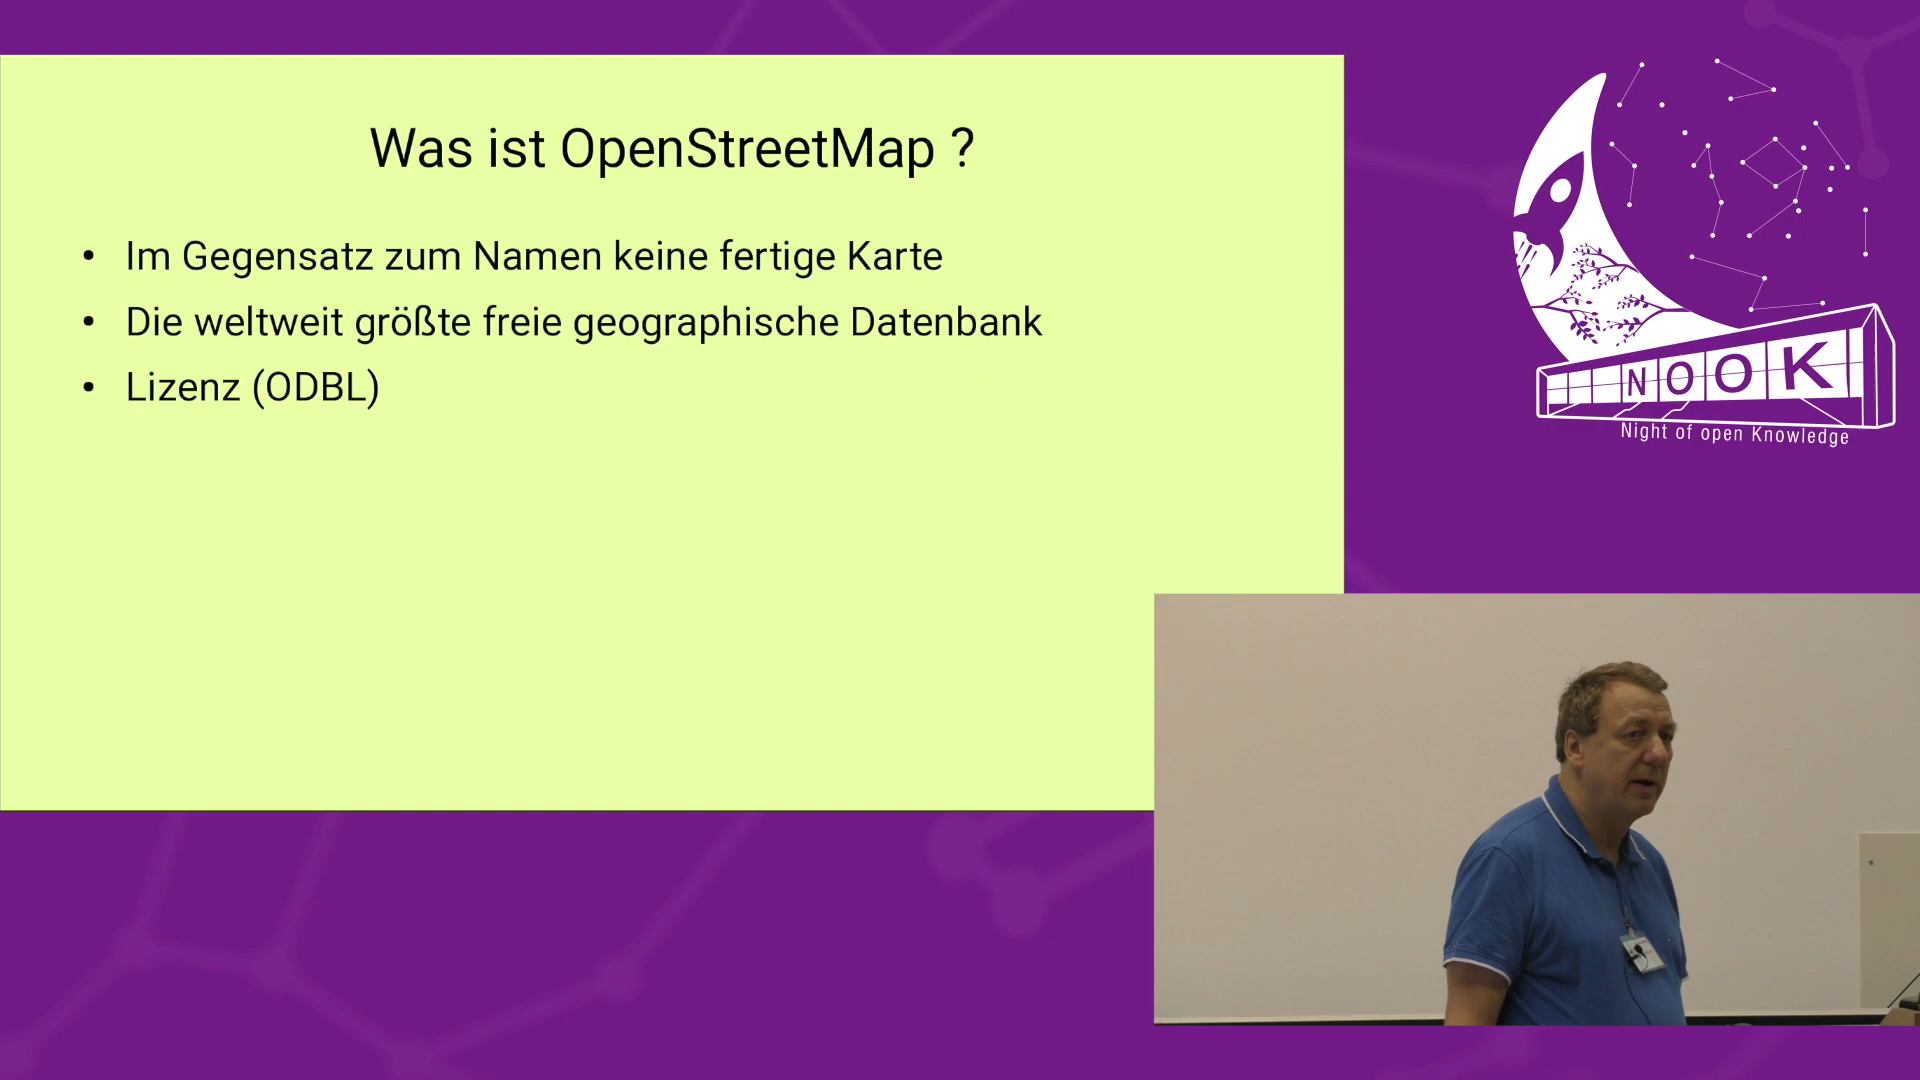 Was ist OpenStreetMap ?
• Im Gegensatz zum Namen keine fertige Karte
• Die weltweit größte freie geographische Datenbank
• Lizenz (ODBL)
NOOK
Night of open Knowledge